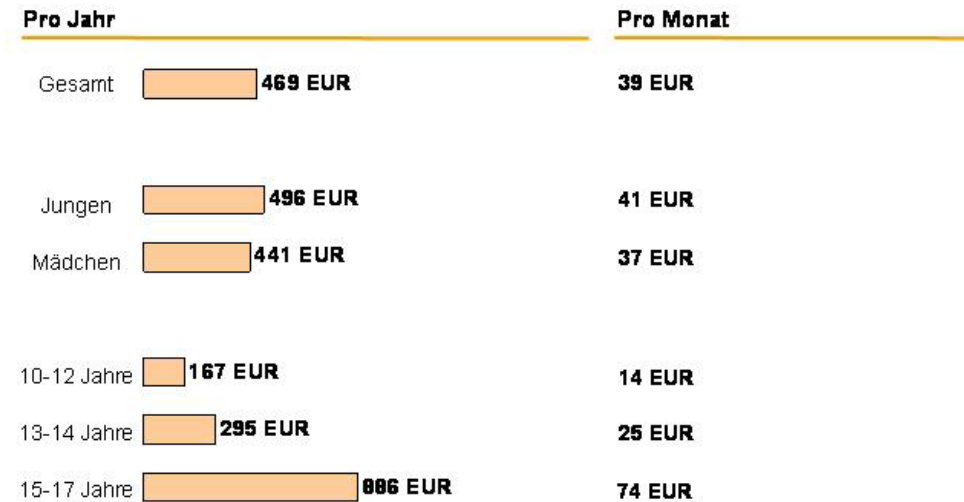 Pro Jahr Pro Monat
Gesamt 469 EUR 39 EUR
Jungen 496 EUR 41 EUR
Mädchen 441 EUR 37 EUR
10-12 Jahre 167 EUR 14 EUR
13-14 Jahre 295 EUR 25 EUR
15-17 Jahre 886 EUR 74 EUR